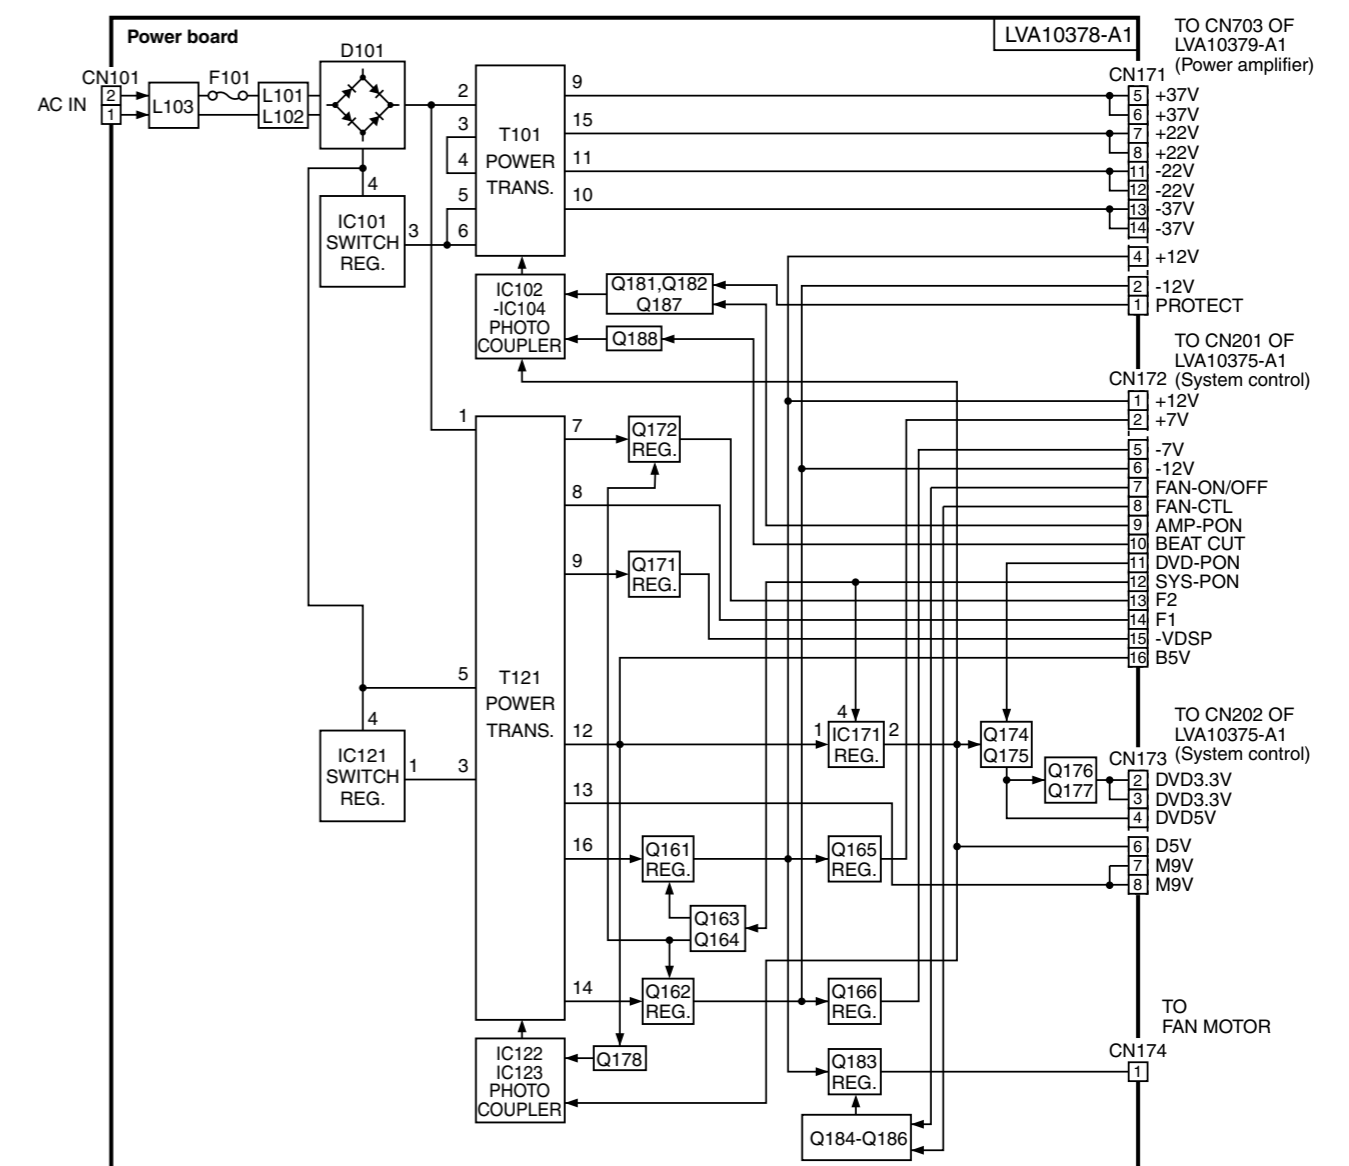 Power board
LVA10378-A1
TO CN703 OF
LVA10379-A1
(Power amplifier)
D101
CN101
F101
AC IN
2
1
L103
L101
L102
CN171
5 +37V
6 +37V
7 +22V
8 +22V
11 -22V
12 -22V
13 -37V
14 -37V
4 +12V
2 -12V
1 PROTECT
2
3
4
5
6
T101
POWER
TRANS.
9
15
11
10
4
IC101
SWITCH
REG.
3
IC102
-IC104
PHOTO
COUPLER
Q181,Q182
Q187
Q188
TO CN201 OF
LVA10375-A1
(System control)
CN172
1 +12V
2 +7V
5 -7V
6 -12V
7 FAN-ON/OFF
8 FAN-CTL
9 AMP-PON
10 BEAT CUT
11 DVD-PON
12 SYS-PON
13 F2
14 F1
15 -VDSP
16 B5V
1
5
3
T121
POWER
TRANS.
7
8
9
12
13
16
14
Q172
REG.
Q171
REG.
4
IC121
SWITCH
REG.
1
4
1
IC171
REG.
2
Q174
Q175
Q176
Q177
TO CN202 OF
LVA10375-A1
(System control)
CN173
2 DVD3.3V
3 DVD3.3V
4 DVD5V
6 D5V
7 M9V
8 M9V
Q161
REG.
Q165
REG.
Q163
Q164
Q162
REG.
Q166
REG.
IC122
IC123
PHOTO
COUPLER
Q178
Q183
REG.
Q184-Q186
TO
FAN MOTOR
CN174
1